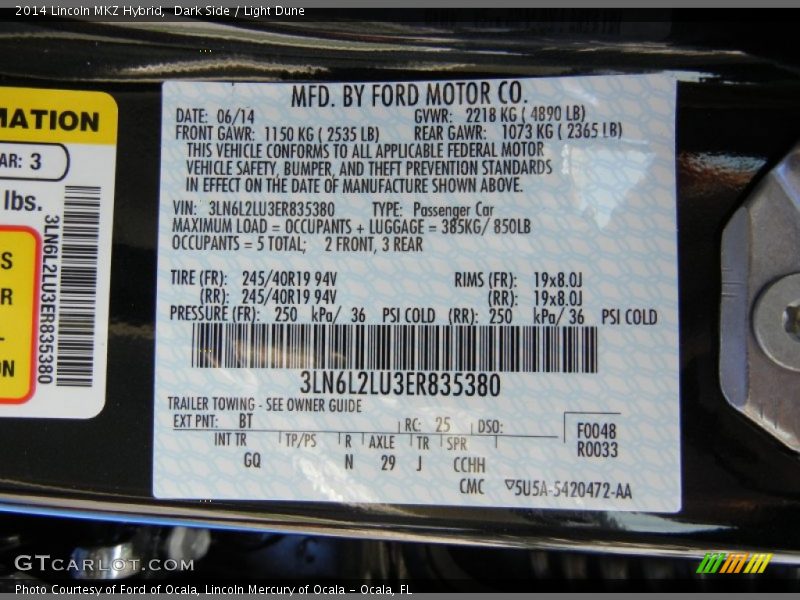 2014 Lincoln MKZ Hybrid, Dark Side / Light Dune
MATION
AR: 3
lbs.
S
R
ON
3LN6L2LU3ER835380
MFD. BY FORD MOTOR CO.
DATE: 06/14 GVWR: 2218 KG ( 4890 LB)
FRONT GAWR: 1150 KG ( 2535 LB) REAR GAWR: 1073 KG ( 2365 LB)
THIS VEHICLE CONFORMS TO ALL APPLICABLE FEDERAL MOTOR
VEHICLE SAFETY, BUMPER, AND THEFT PREVENTION STANDARDS
IN EFFECT ON THE DATE OF MANUFACTURE SHOWN ABOVE.
VIN: 3LN6L2LU3ER835380 TYPE: Passenger Car
MAXIMUM LOAD = OCCUPANTS + LUGGAGE = 385KG/ 850LB
OCCUPANTS = 5 TOTAL; 2 FRONT, 3 REAR
TIRE (FR): 245/40R19 94V RIMS (FR): 19x8.0J
(RR): 245/40R19 94V (RR): 19x8.0J
PRESSURE (FR): 250 kPa/ 36 PSI COLD (RR): 250 kPa/ 36 PSI COLD
3LN6L2LU3ER835380
TRAILER TOWING - SEE OWNER GUIDE
EXT PNT: BT RC: 25 DSO:
INT TR TP/PS R AXLE TR SPR
GQ N 29 J CCHH
F0048
R0033
CMC ▽5U5A-5420472-AA
GTCARLOT.COM
Photo Courtesy of Ford of Ocala, Lincoln Mercury of Ocala - Ocala, FL